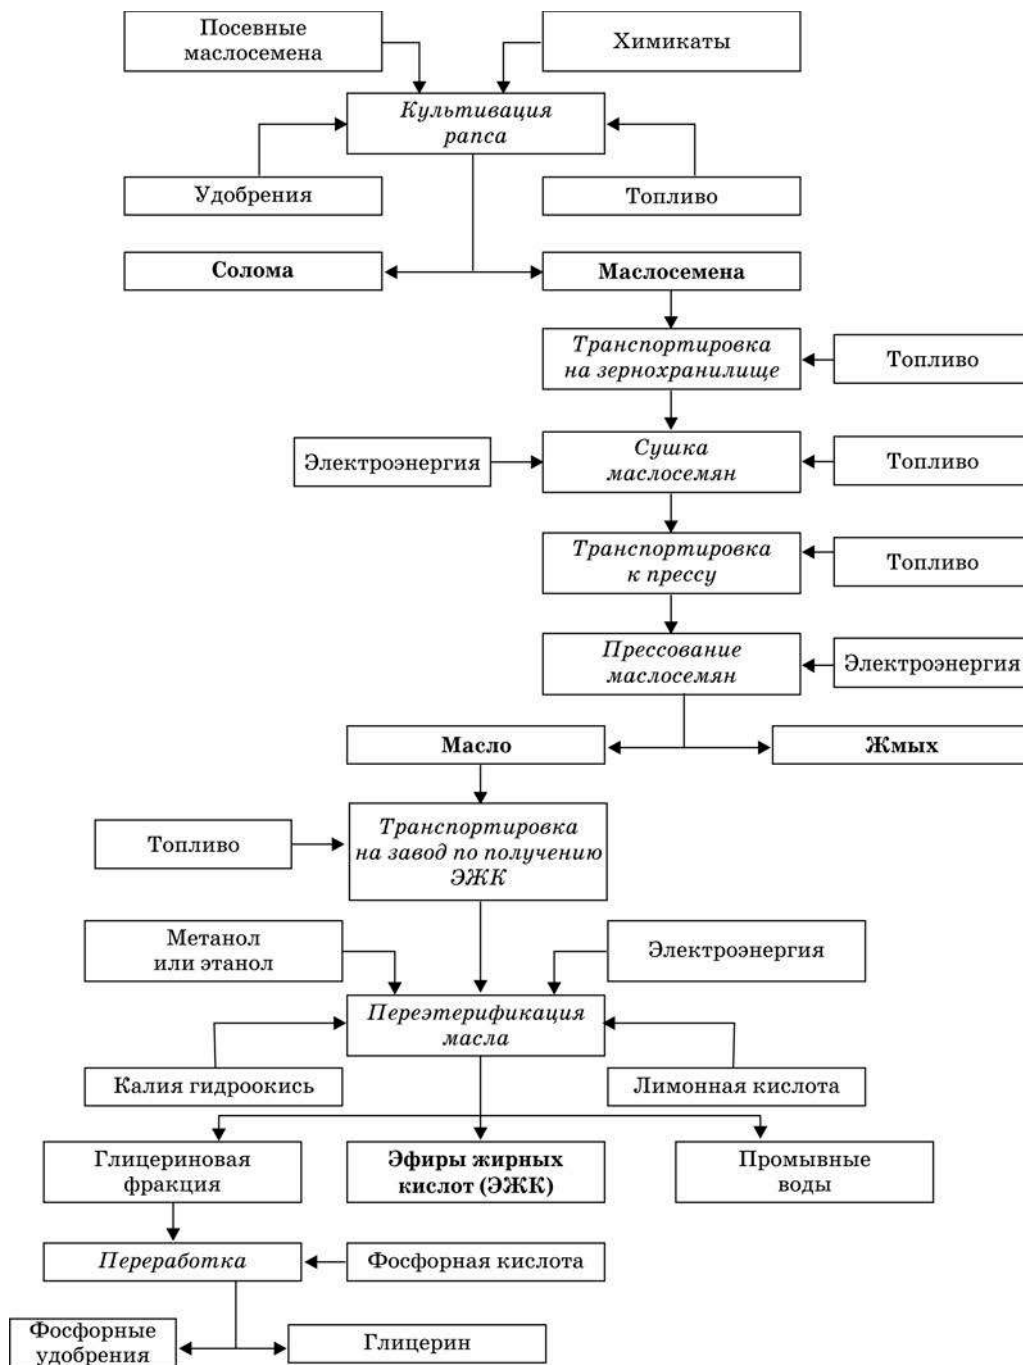 Посевные
маслосемена
Химикаты
Культивация
рапса
Удобрения
Топливо
Солома
Маслосемена
Транспортировка
на зернохранилище
Топливо
Электроэнергия
Сушка
маслосемян
Топливо
Транспортировка
к прессу
Топливо
Прессование
маслосемян
Электроэнергия
Масло
Жмых
Топливо
Транспортировка
на завод по получению
ЭЖК
Метанол
или этанол
Электроэнергия
Переэтерификация
масла
Калия гидроокись
Лимонная кислота
Глицериновая
фракция
Эфиры жирных
кислот (ЭЖК)
Промывные
воды
Переработка
Фосфорная кислота
Фосфорные
удобрения
Глицерин